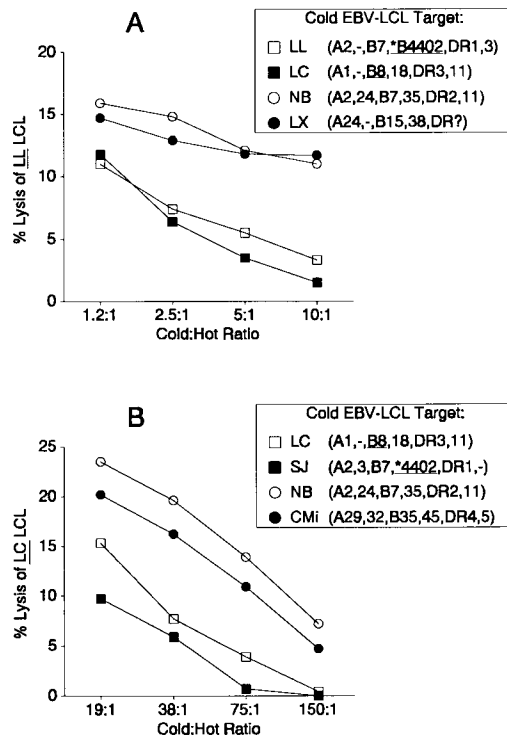 A
Cold EBV-LCL Target:
LL (A2,-,B7,*B4402,DR1,3)
LC (A1,-,B8,18,DR3,11)
NB (A2,24,B7,35,DR2,11)
LX (A24,-,B15,38,DR?)
% Lysis of LL LCL
20
15
10
5
0
1.2:1 2.5:1 5:1 10:1
Cold:Hot Ratio
B
Cold EBV-LCL Target:
LC (A1,-,B8,18,DR3,11)
SJ (A2,3,B7,*4402,DR1,-)
NB (A2,24,B7,35,DR2,11)
CMi (A29,32,B35,45,DR4,5)
% Lysis of LC LCL
25
20
15
10
5
0
19:1 38:1 75:1 150:1
Cold:Hot Ratio